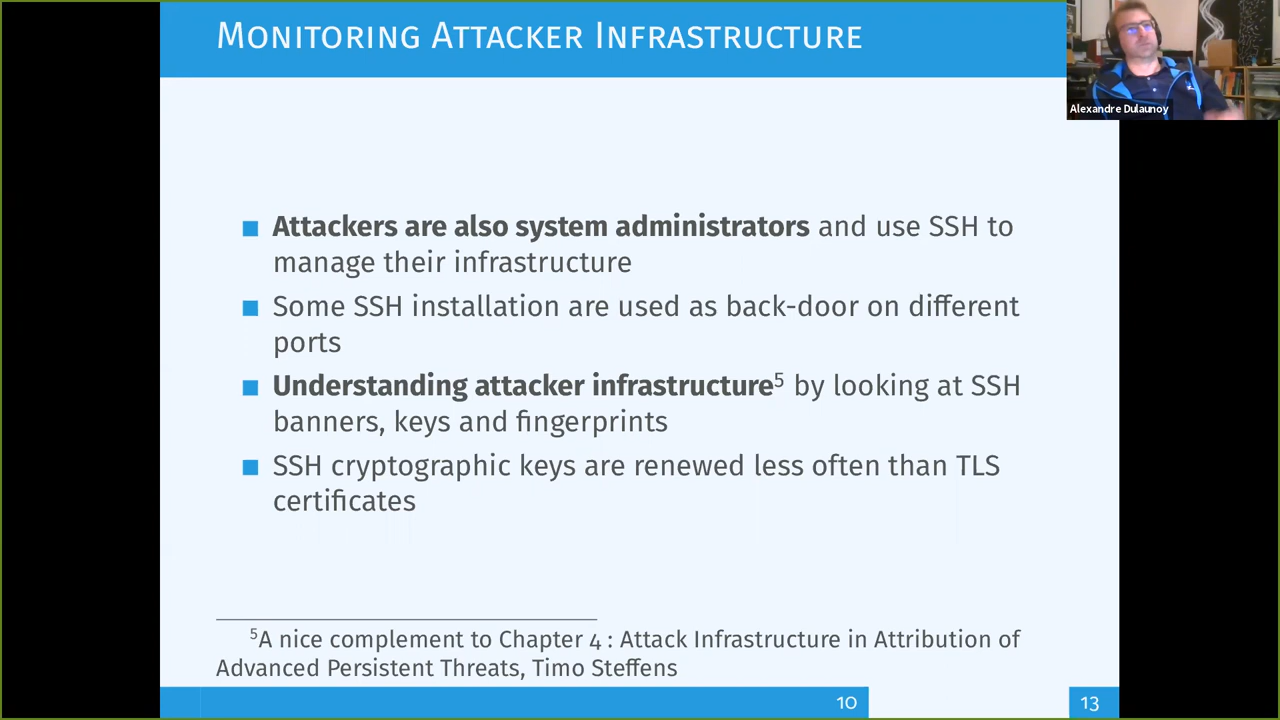 Monitoring Attacker Infrastructure
Alexandre Dulaunoy
■ Attackers are also system administrators and use SSH to
manage their infrastructure
■ Some SSH installation are used as back-door on different
ports
■ Understanding attacker infrastructure⁵ by looking at SSH
banners, keys and fingerprints
■ SSH cryptographic keys are renewed less often than TLS
certificates
⁵A nice complement to Chapter 4 : Attack Infrastructure in Attribution of
Advanced Persistent Threats, Timo Steffens
10
13